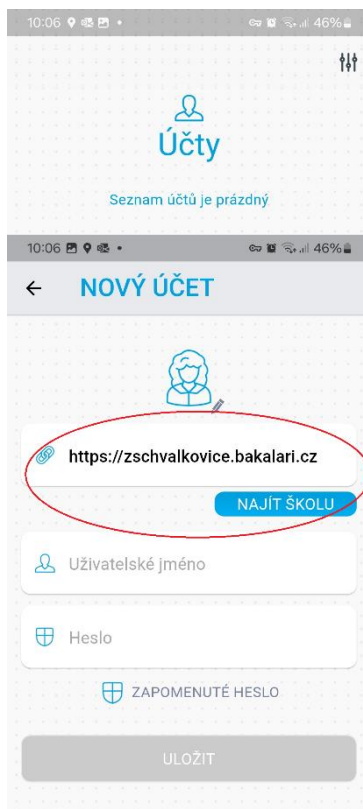 10:06
46%
Účty
Seznam účtů je prázdný
10:06
46%
NOVÝ ÚČET
https://zschvalkovice.bakalari.cz
NAJÍT ŠKOLU
Uživatelské jméno
Heslo
ZAPOMENUTÉ HESLO
ULOŽIT